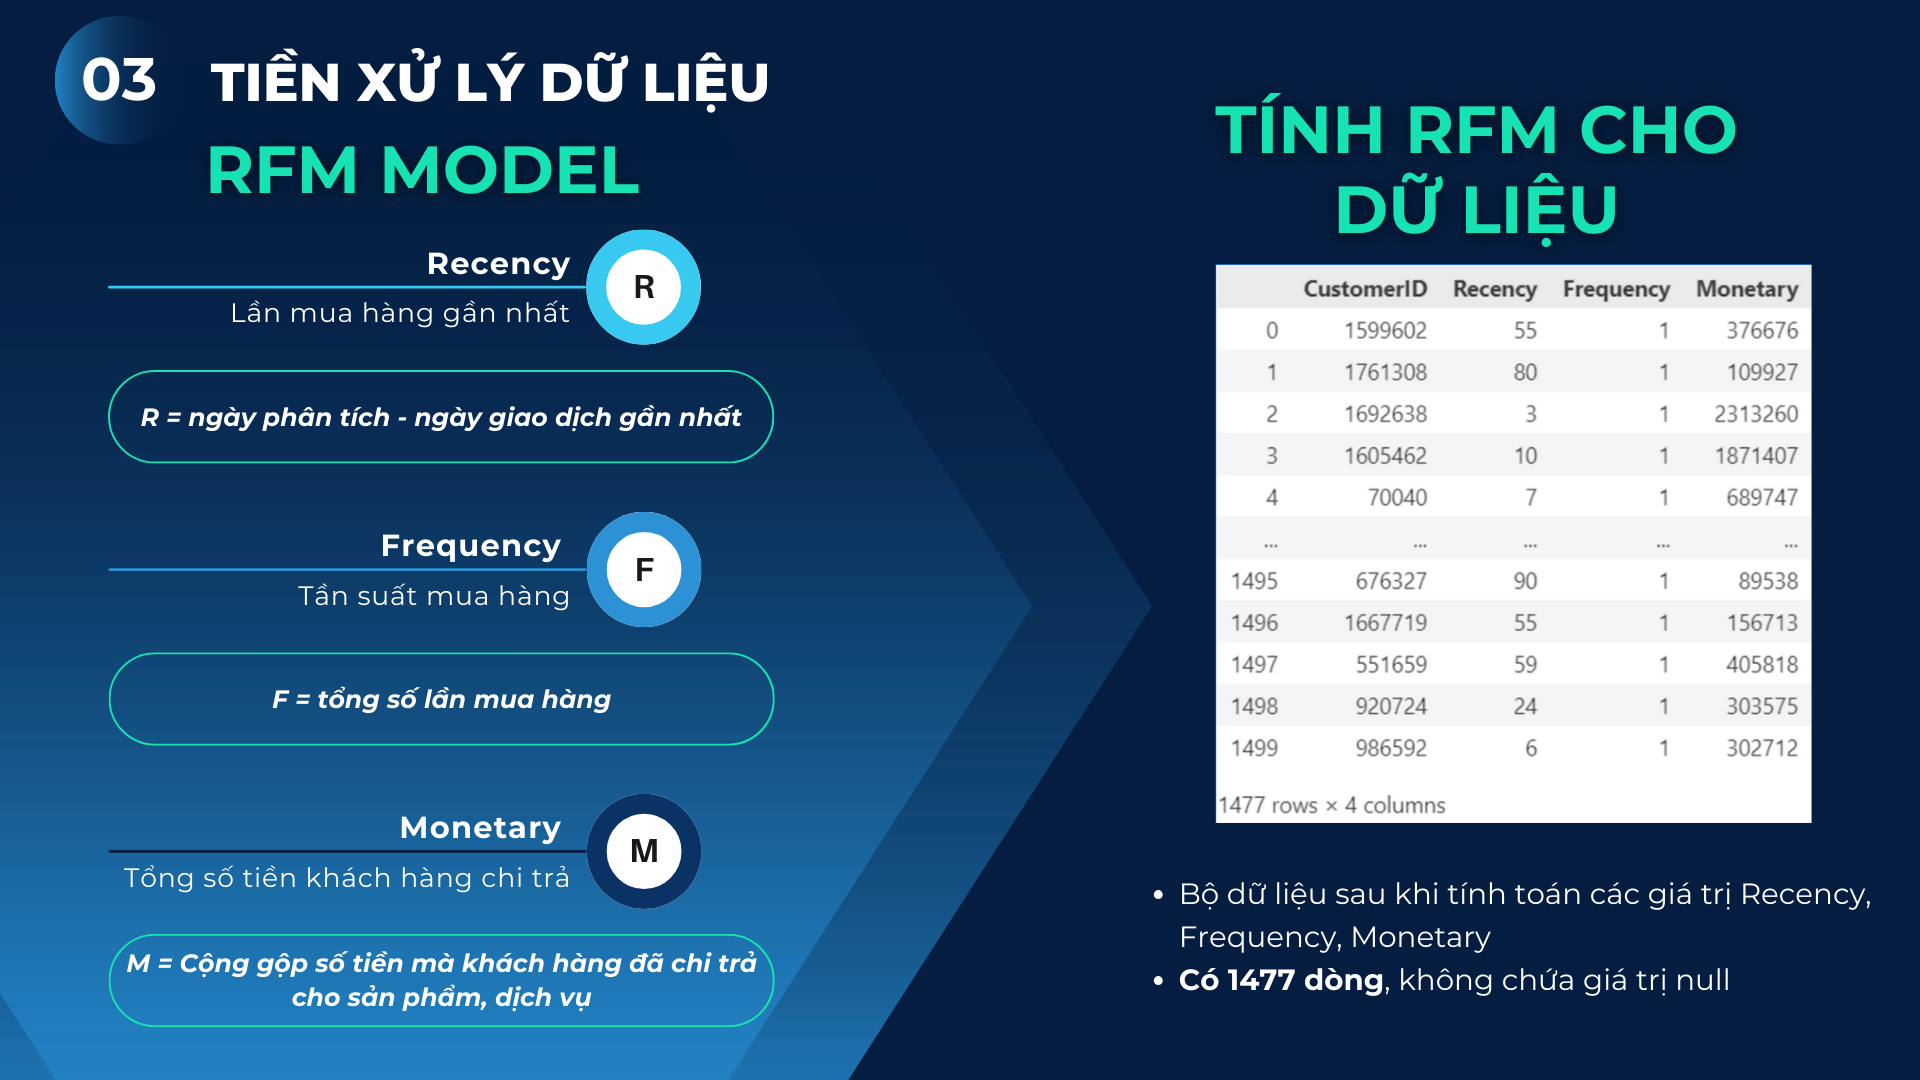 03
TIỀN XỬ LÝ DỮ LIỆU
RFM MODEL
Recency
R
Lần mua hàng gần nhất
R = ngày phân tích - ngày giao dịch gần nhất
Frequency
F
Tần suất mua hàng
F = tổng số lần mua hàng
Monetary
M
Tổng số tiền khách hàng chi trả
M = Cộng gộp số tiền mà khách hàng đã chi trả
cho sản phẩm, dịch vụ
TÍNH RFM CHO
DỮ LIỆU
CustomerID Recency Frequency Monetary
0 1599602 55 1 376676
1 1761308 80 1 109927
2 1692638 3 1 2313260
3 1605462 10 1 1871407
4 70040 7 1 689747
... ... ... ... ...
1495 676327 90 1 89538
1496 1667719 55 1 156713
1497 551659 59 1 405818
1498 920724 24 1 303575
1499 986592 6 1 302712
1477 rows × 4 columns
• Bộ dữ liệu sau khi tính toán các giá trị Recency,
Frequency, Monetary
• Có 1477 dòng, không chứa giá trị null